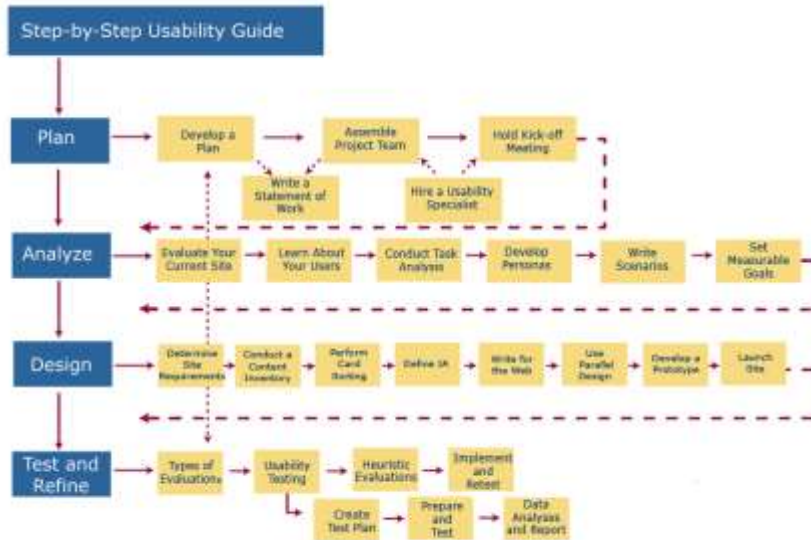 Step-by-Step Usability Guide
Plan
Develop a
Plan
Assemble
Project Team
Hold Kick-off
Meeting
Write a
Statement of
Work
Hire a Usability
Specialist
Analyze
Evaluate Your
Current Site
Learn About
Your Users
Conduct Task
Analysis
Develop
Personas
Write
Scenarios
Set
Measurable
Goals
Design
Determine
Site
Requirements
Conduct a
Content
Inventory
Perform
Card
Sorting
Define IA
Write for
the Web
Use
Parallel
Design
Develop a
Prototype
Launch
Site
Test and
Refine
Types of
Evaluations
Usability
Testing
Heuristic
Evaluations
Implement
and
Retest
Create
Test Plan
Prepare
and
Test
Data
Analyses
and Report